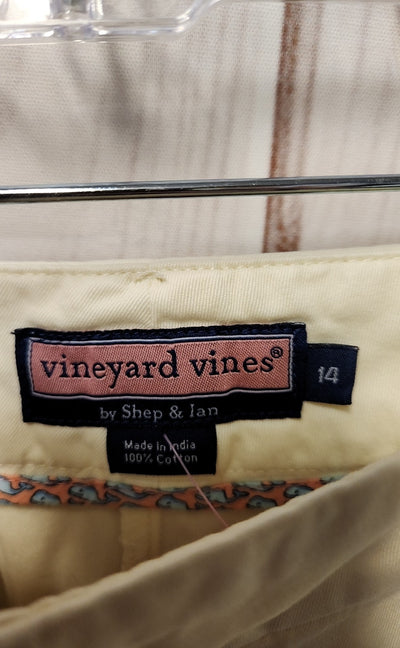 vineyard vines®
by Shep & Ian
14
Made in India
100% Cotton